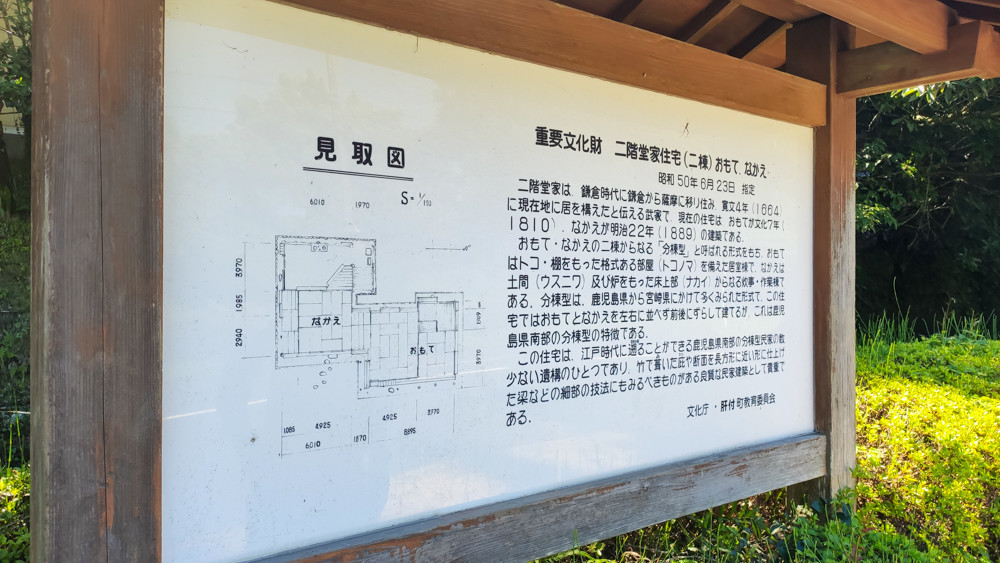 見取図
S=1/100
6010 1970
3970
1985
2940
なかえ
おもて
3970
4925 3970
1085 4925 1870 8895
6010
重要文化財 二階堂家住宅(二棟)おもて、なかえ
昭和50年6月23日 指定
二階堂家は、鎌倉時代に鎌倉から薩摩に移り住み、寛文4年(1664)
に現在地に居を構えたと伝える武家で、現在の住宅は、おもてが文化7年(
1810)、なかえが明治22年(1889)の建築である。
おもて・なかえの二棟からなる「分棟型」と呼ばれる形式をもち、おもて
はトコ・棚をもった格式ある部屋(トコノマ)を備えた居室棟で、なかえは
土間(ウスニワ)及び炉をもった床上部(ナカイ)からなる炊事・作業棟で
ある。分棟型は、鹿児島県から宮崎県にかけて多くみられた形式で、この住
宅ではおもてとなかえを左右に並べず前後にずらして建てるが、これは鹿児
島県南部の分棟型の特徴である。
この住宅は、江戸時代に遡ることができる鹿児島県南部の分棟型民家の数
少ない遺構のひとつであり、竹で葺いた庇や断面を長方形に近い形に仕上げ
た梁などの細部の技法にもみるべきものがある良質な民家建築として貴重で
ある。
文化庁・肝付町教育委員会